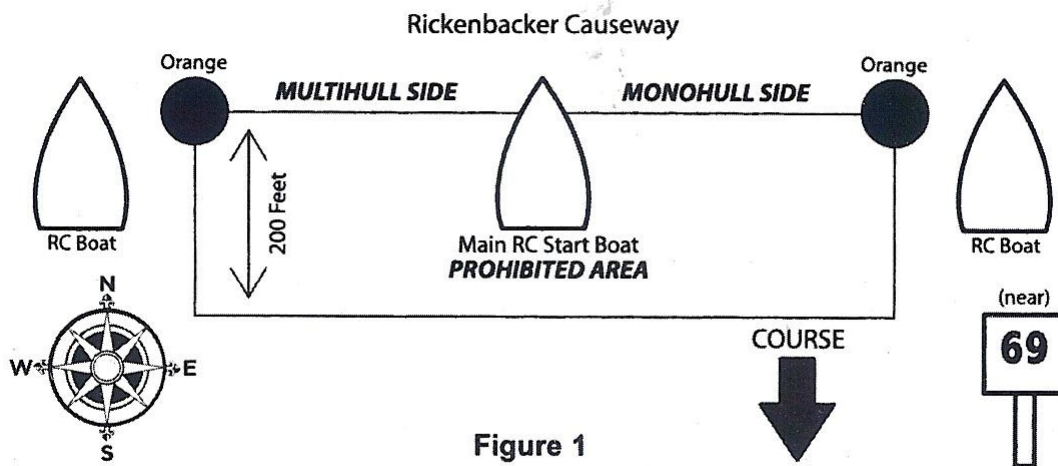 Rickenbacker Causeway
Orange
Orange
MULTIHULL SIDE
MONOHULL SIDE
200 Feet
RC Boat
Main RC Start Boat
RC Boat
PROHIBITED AREA
(near)
69
N
W
E
S
COURSE
Figure 1